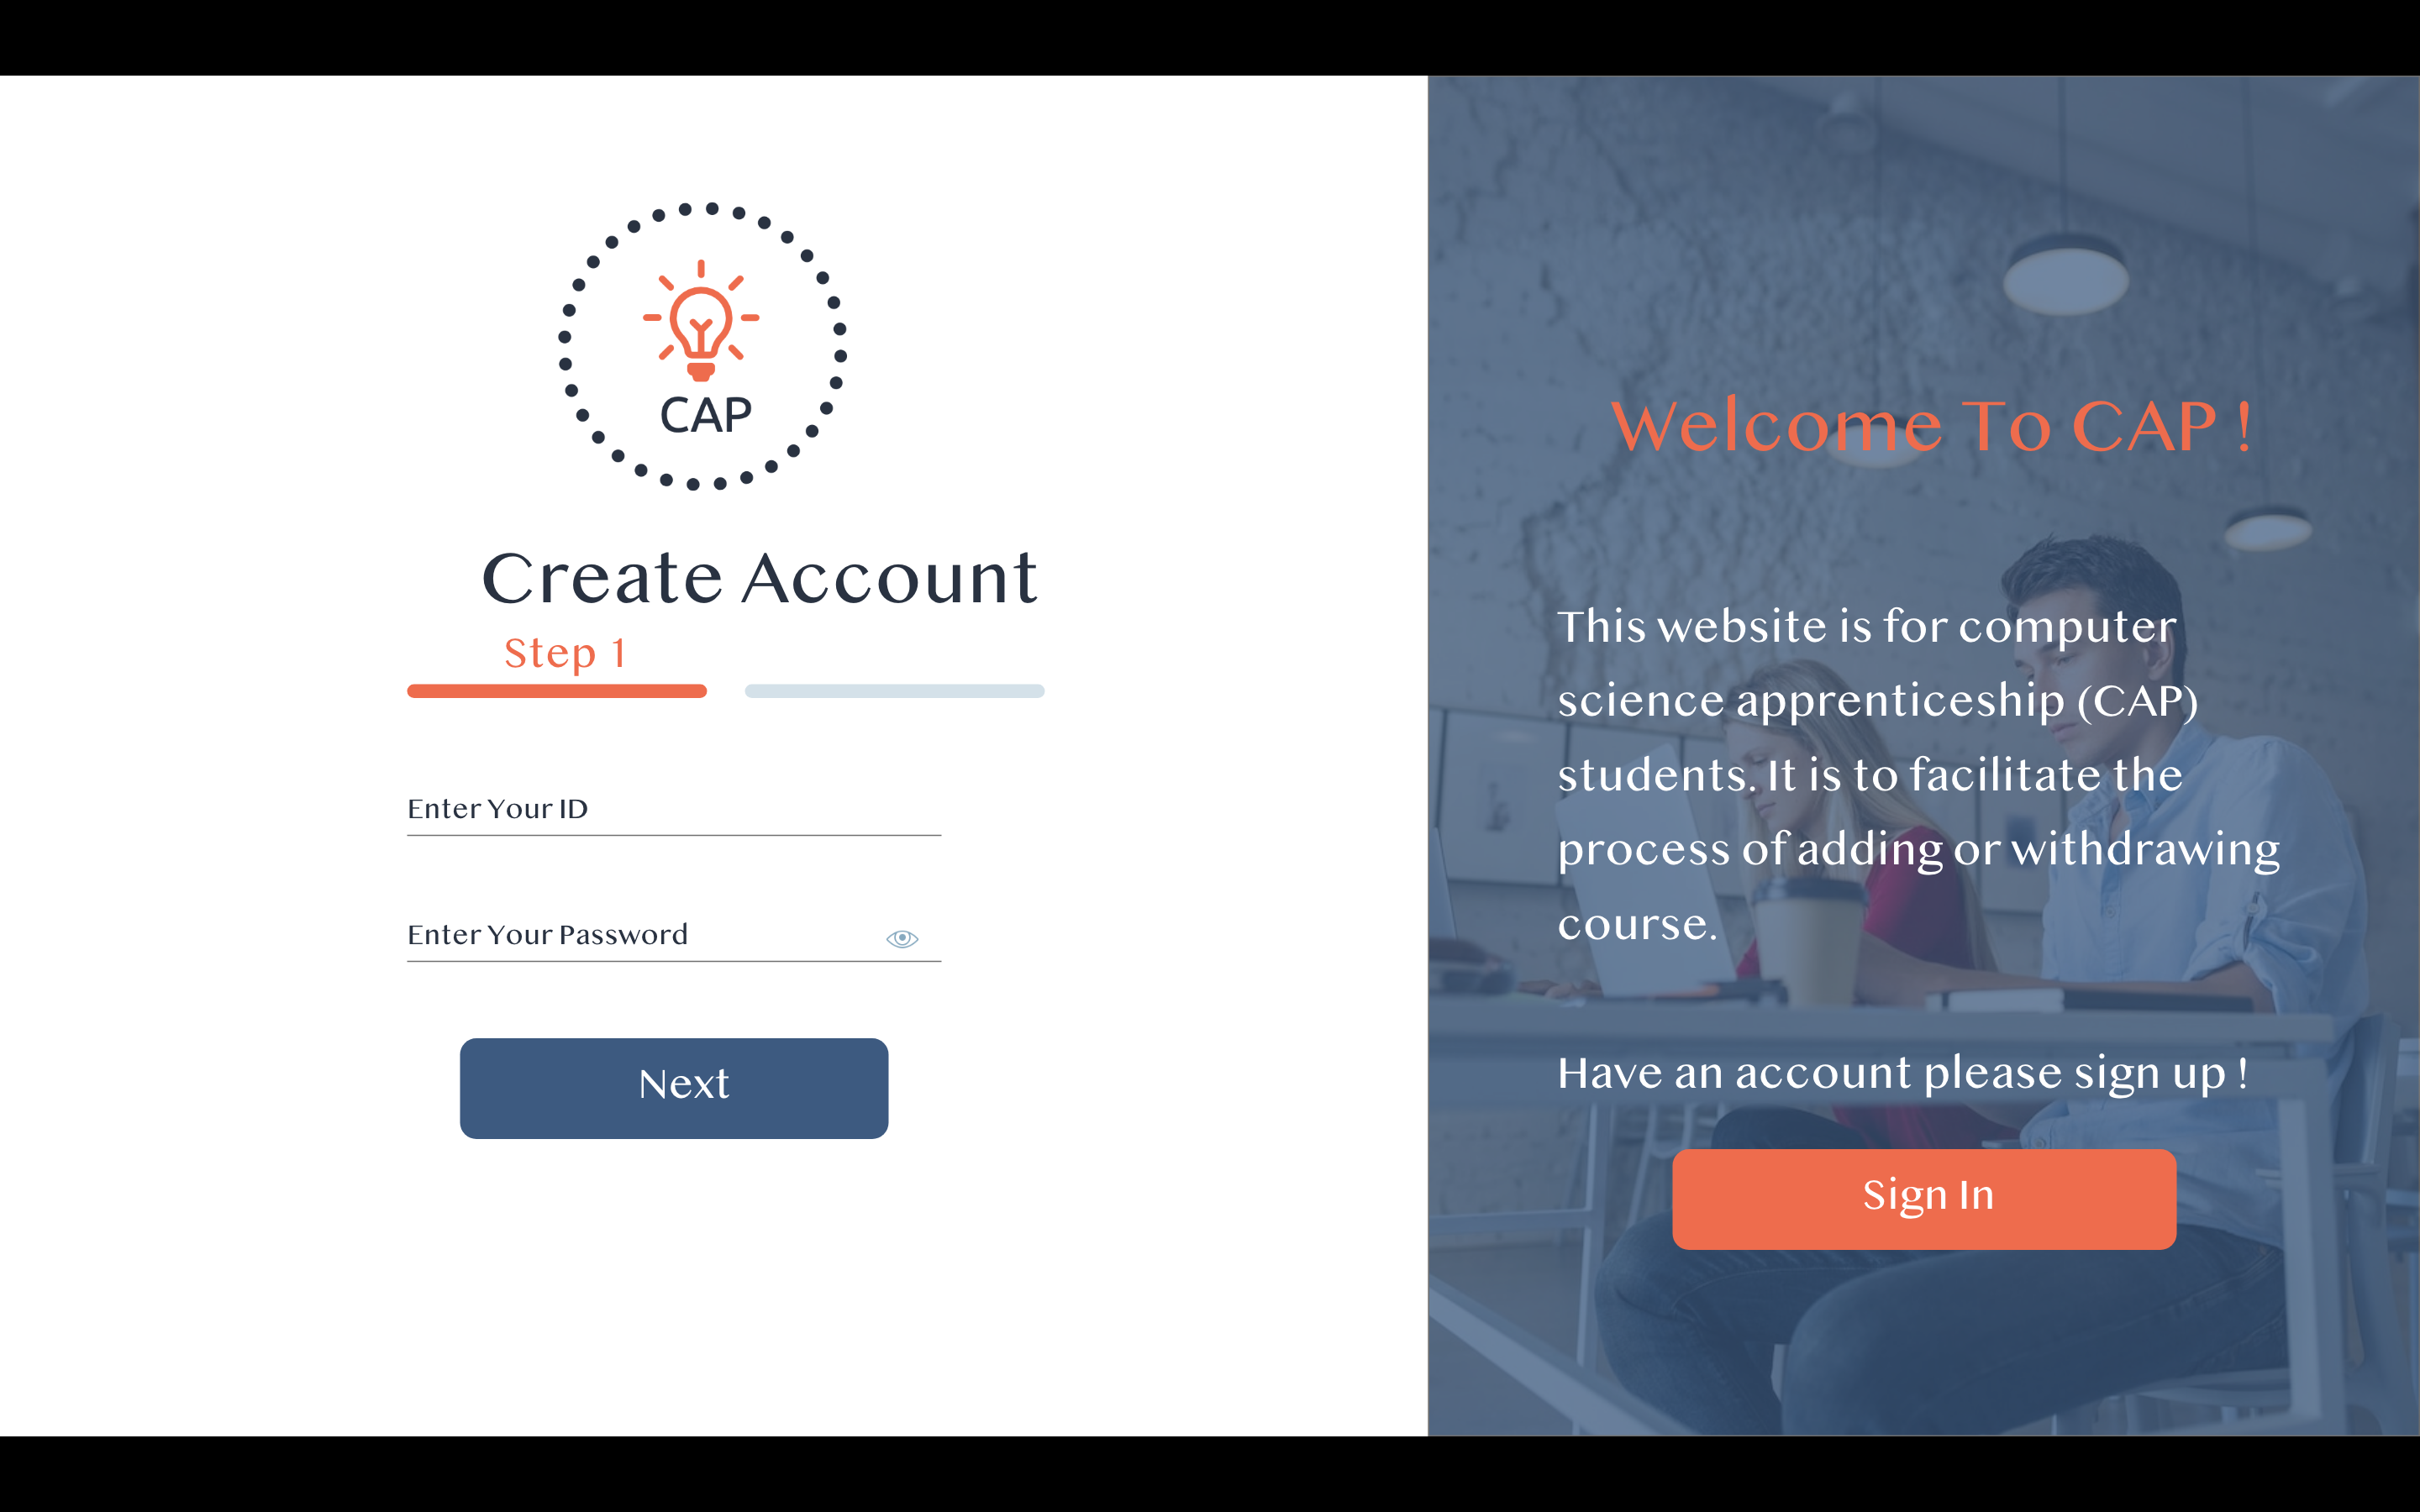 CAP
Create Account
Step 1
Enter Your ID
Enter Your Password
Next
Welcome To CAP !
This website is for computer
science apprenticeship (CAP)
students. It is to facilitate the
process of adding or withdrawing
course.
Have an account please sign up !
Sign In